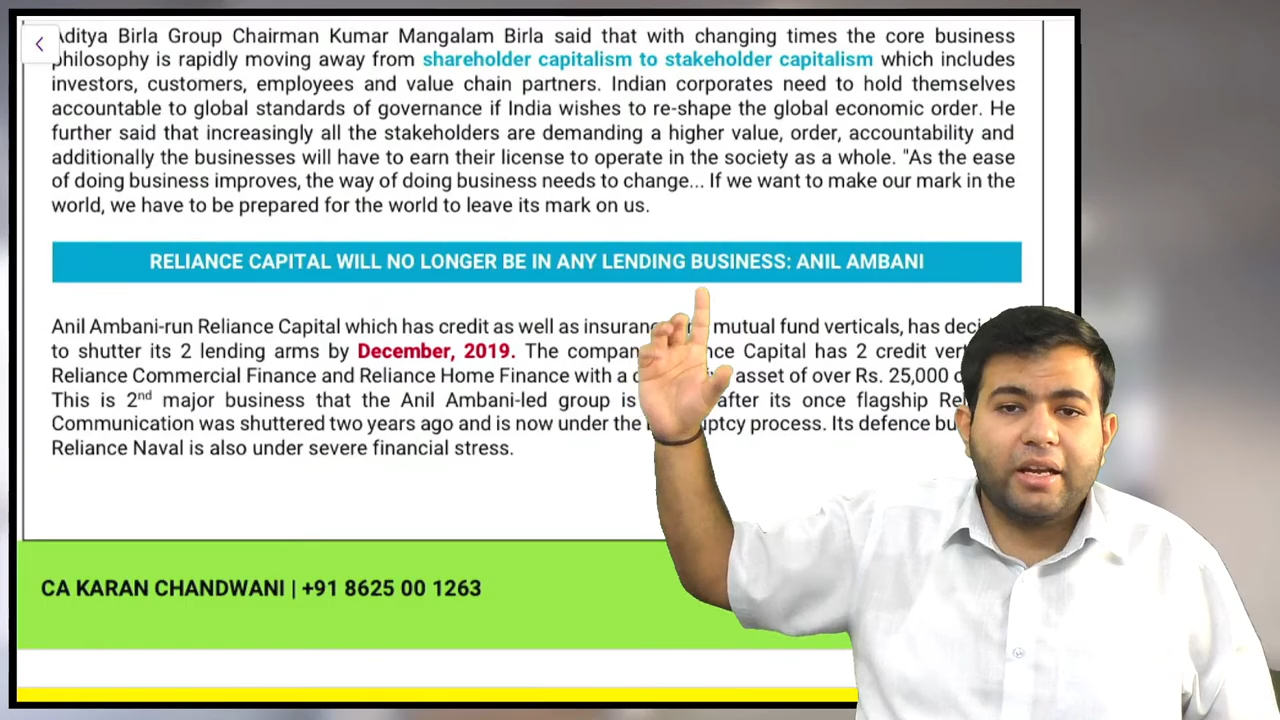 ditya Birla Group Chairman Kumar Mangalam Birla said that with changing times the core business
philosophy is rapidly moving away from shareholder capitalism to stakeholder capitalism which includes
investors, customers, employees and value chain partners. Indian corporates need to hold themselves
accountable to global standards of governance if India wishes to re-shape the global economic order. He
further said that increasingly all the stakeholders are demanding a higher value, order, accountability and
additionally the businesses will have to earn their license to operate in the society as a whole. "As the ease
of doing business improves, the way of doing business needs to change... If we want to make our mark in the
world, we have to be prepared for the world to leave its mark on us.
RELIANCE CAPITAL WILL NO LONGER BE IN ANY LENDING BUSINESS: ANIL AMBANI
Anil Ambani-run Reliance Capital which has credit as well as insuran mutual fund verticals, has deci
to shutter its 2 lending arms by December, 2019. The compan nce Capital has 2 credit ver
Reliance Commercial Finance and Reliance Home Finance with a asset of over Rs. 25,000
This is 2nd major business that the Anil Ambani-led group is after its once flagship Rel
Communication was shuttered two years ago and is now under the ptcy process. Its defence bu
Reliance Naval is also under severe financial stress.
CA KARAN CHANDWANI | +91 8625 00 1263